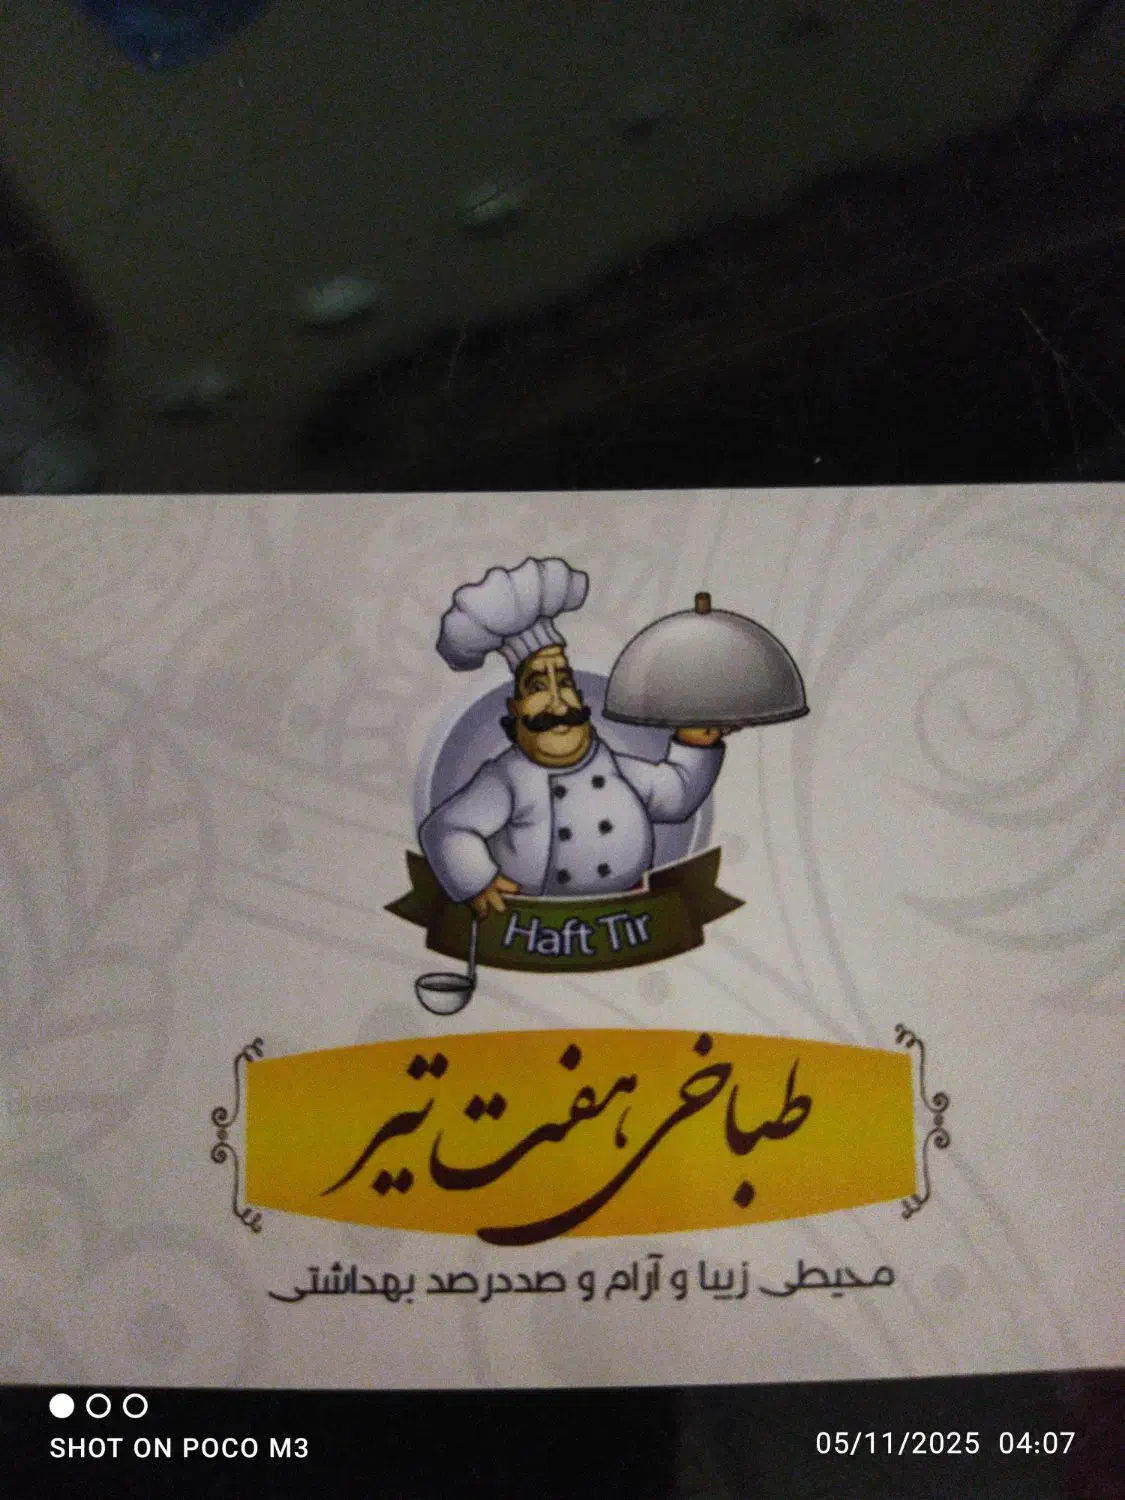 Haft Tir
طباخی هفت تیر
محیطی زیبا و آرام و صددرصد بهداشتی
SHOT ON POCO M3
05/11/2025 04:07